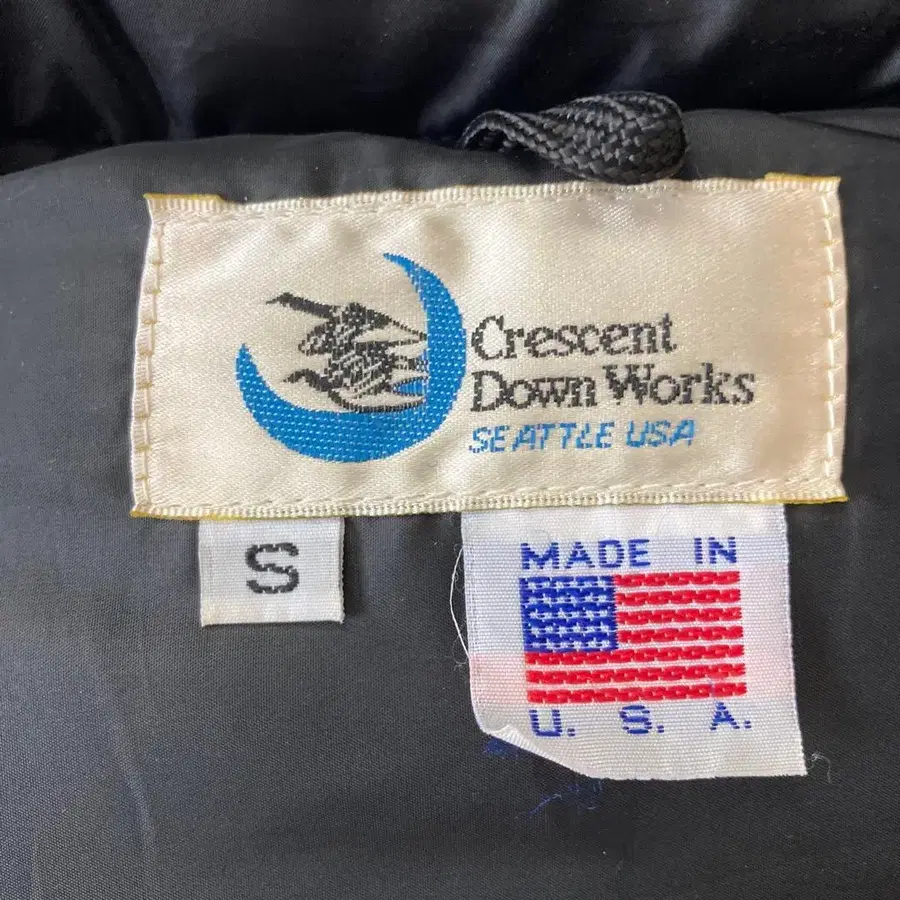 Crescent
Down Works
SEATTLE USA
S
MADE IN
U. S. A.